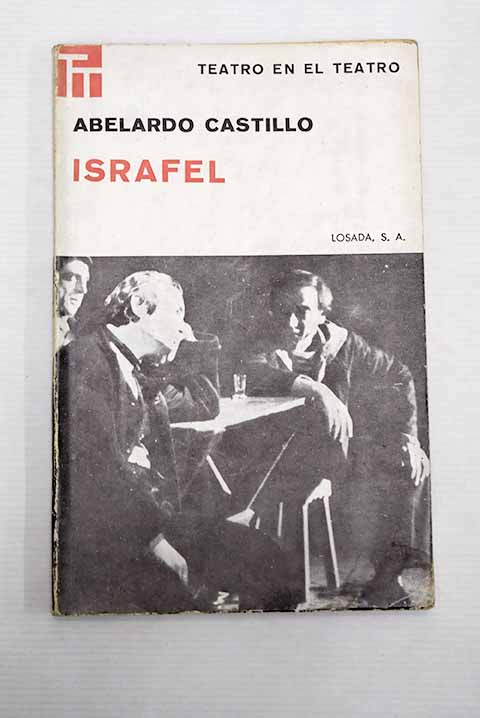 TEATRO EN EL TEATRO
ABELARDO CASTILLO
ISRAFEL
LOSADA, S. A.